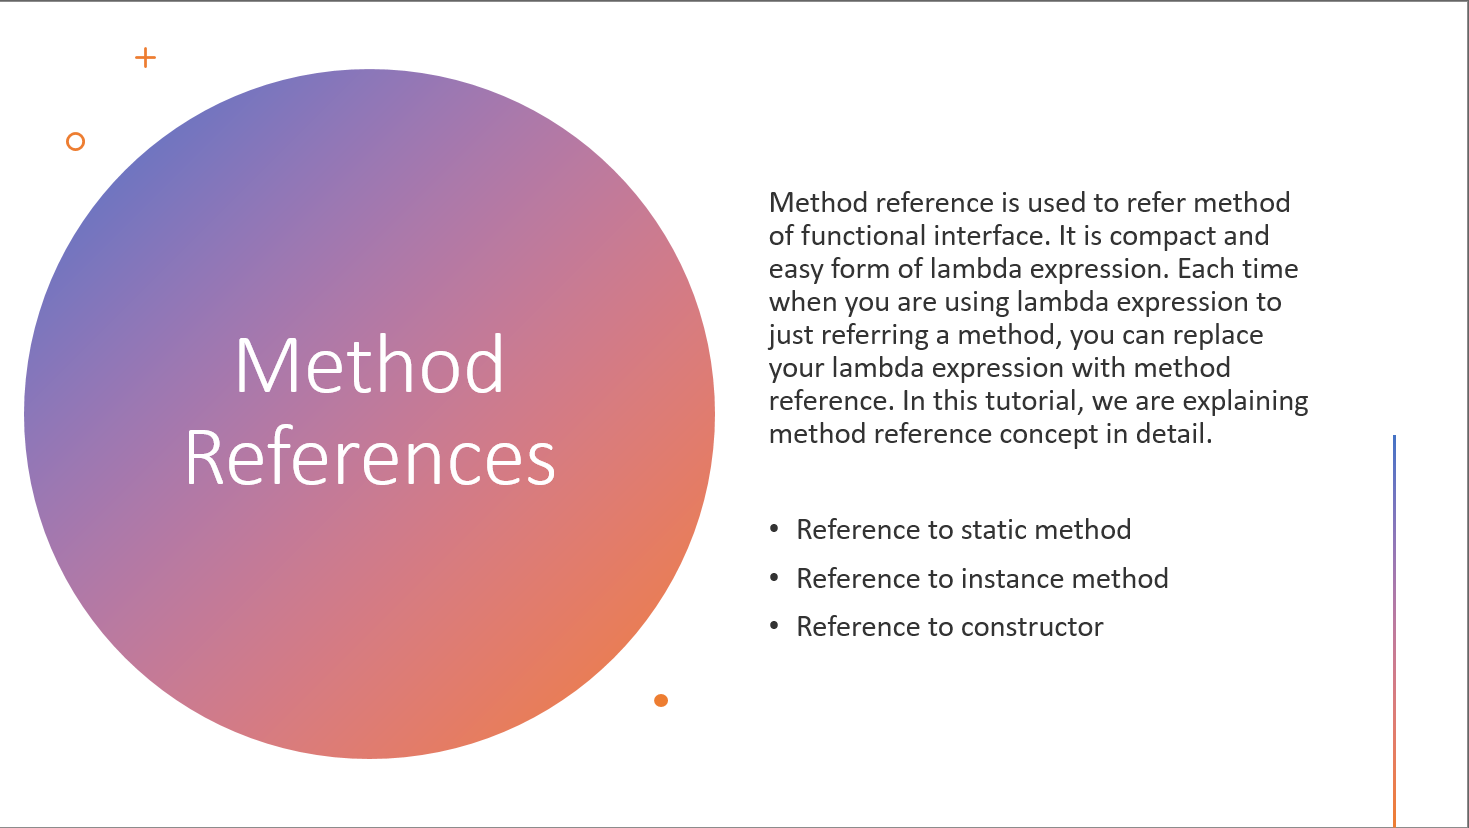 Method
References
Method reference is used to refer method
of functional interface. It is compact and
easy form of lambda expression. Each time
when you are using lambda expression to
just referring a method, you can replace
your lambda expression with method
reference. In this tutorial, we are explaining
method reference concept in detail.
• Reference to static method
• Reference to instance method
• Reference to constructor